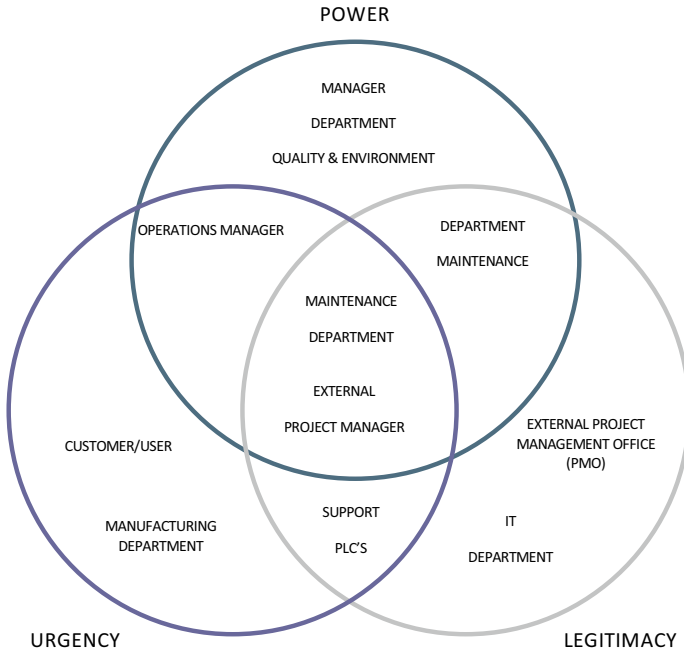 POWER
MANAGER
DEPARTMENT
QUALITY & ENVIRONMENT
OPERATIONS MANAGER
DEPARTMENT
MAINTENANCE
MAINTENANCE
DEPARTMENT
EXTERNAL
PROJECT MANAGER
CUSTOMER/USER
EXTERNAL PROJECT
MANAGEMENT OFFICE
(PMO)
MANUFACTURING
DEPARTMENT
SUPPORT
PLC'S
IT
DEPARTMENT
URGENCY
LEGITIMACY